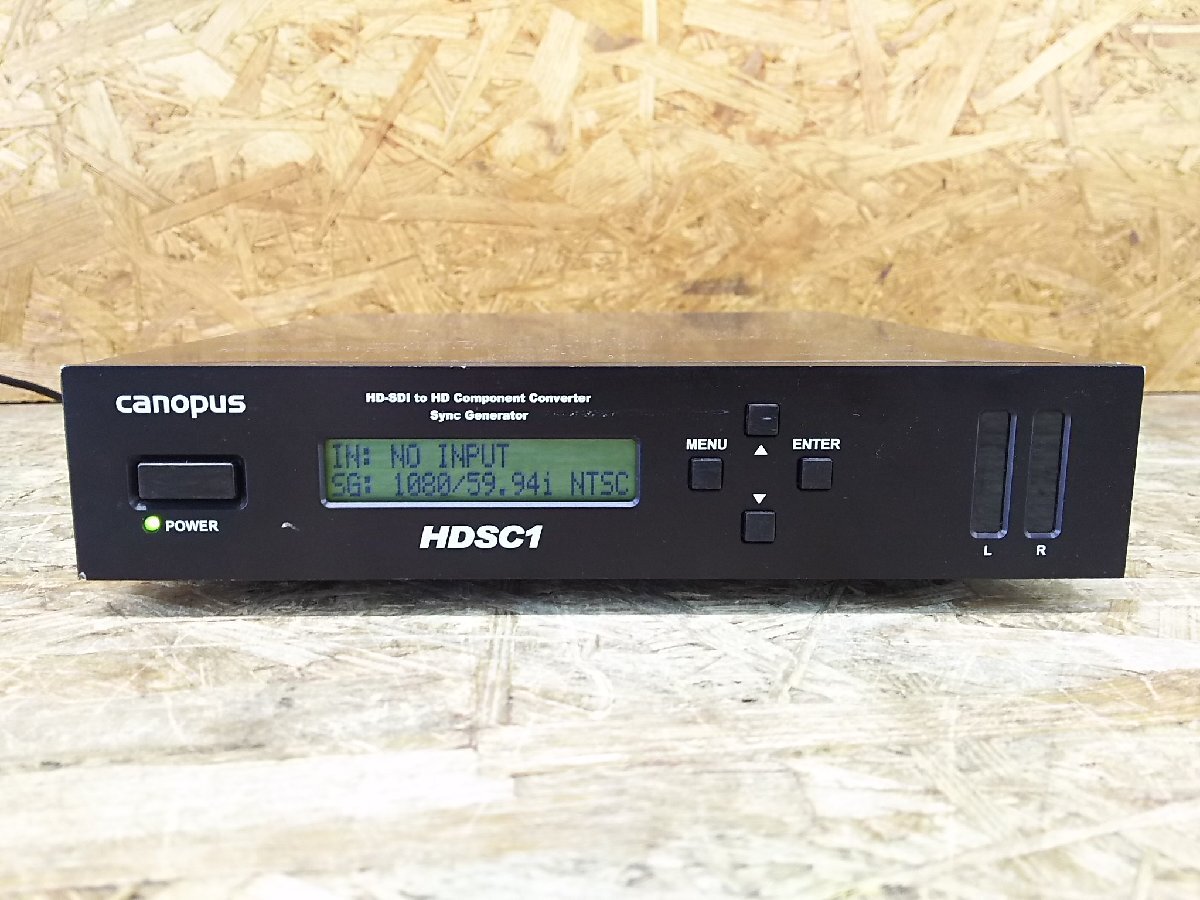 canopus
HD-SDI to HD Component Converter
Sync Generator
IN: NO INPUT
SG: 1080/59.94i NTSC
POWER
HDSC1
MENU
ENTER
L
R